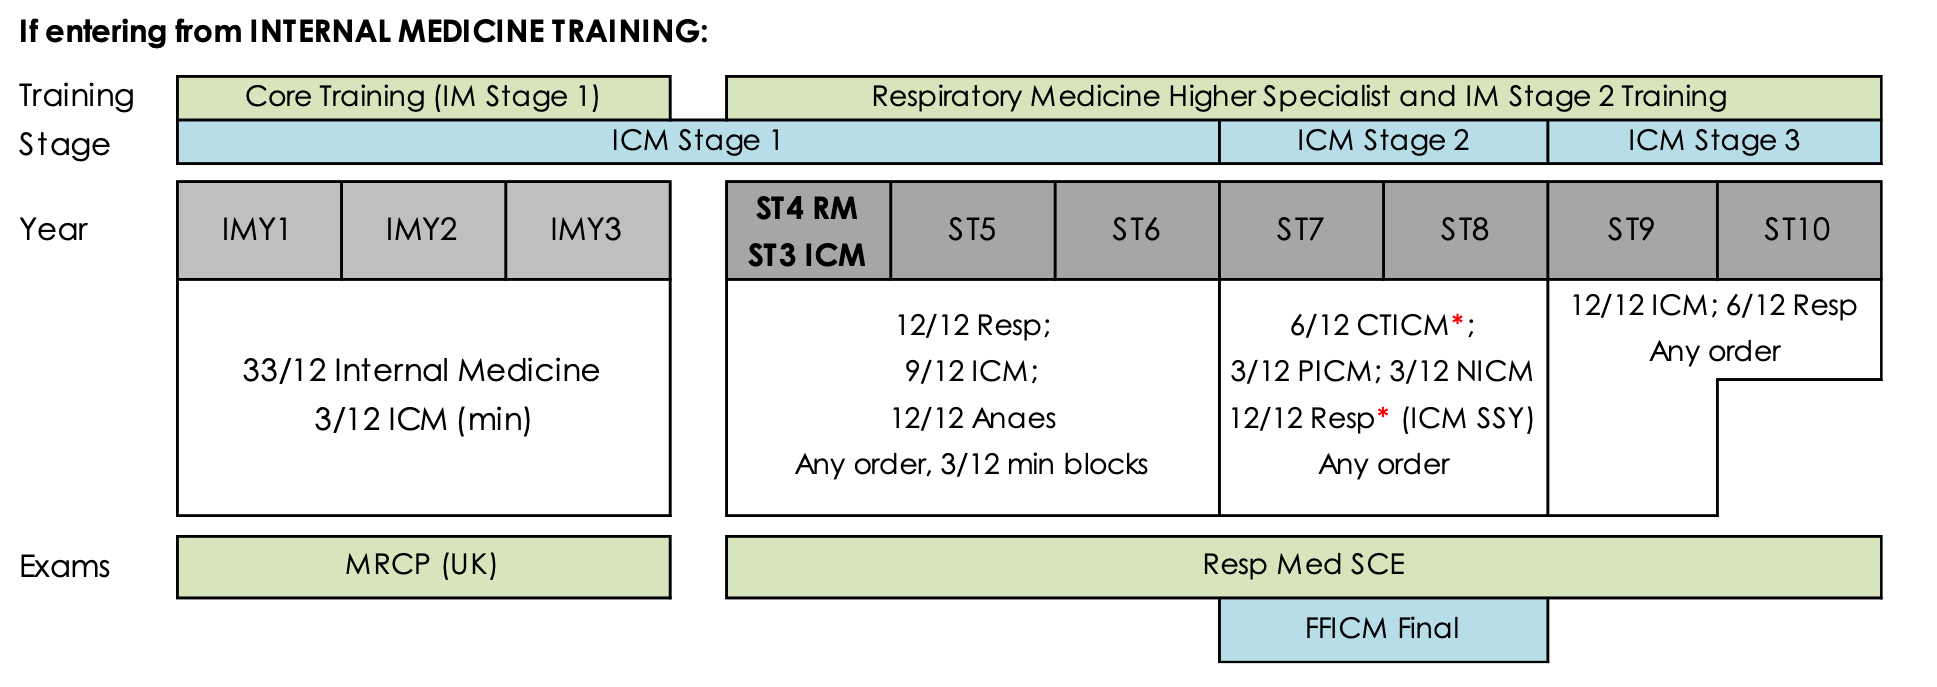 If entering from INTERNAL MEDICINE TRAINING:
Training
Stage
Core Training (IM Stage 1)
Respiratory Medicine Higher Specialist and IM Stage 2 Training
ICM Stage 1
ICM Stage 2
ICM Stage 3
Year
IMY1
IMY2
IMY3
ST4 RM
ST3 ICM
ST5
ST6
ST7
ST8
ST9
ST10
33/12 Internal Medicine
3/12 ICM (min)
12/12 Resp;
9/12 ICM;
12/12 Anaes
Any order, 3/12 min blocks
6/12 CTICM*;
3/12 PICM; 3/12 NICM
12/12 Resp* (ICM SSY)
Any order
12/12 ICM; 6/12 Resp
Any order
Exams
MRCP (UK)
Resp Med SCE
FFICM Final